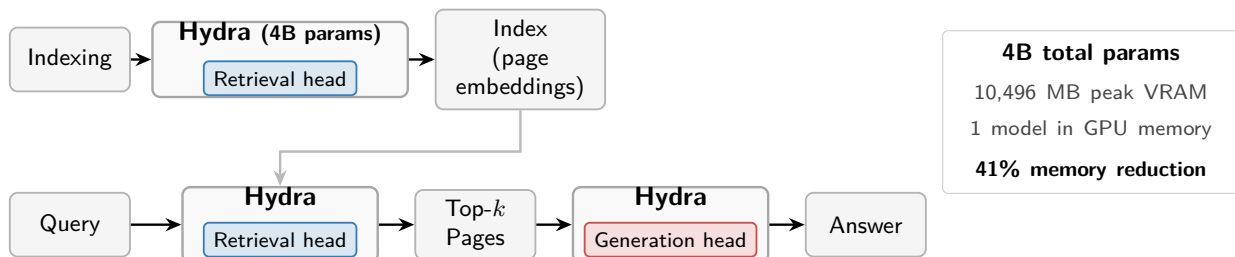 Indexing
Hydra (4B params)
Retrieval head
Index
(page
embeddings)
4B total params
10,496 MB peak VRAM
1 model in GPU memory
41% memory reduction
Query
Hydra
Retrieval head
Top-k
Pages
Hydra
Generation head
Answer